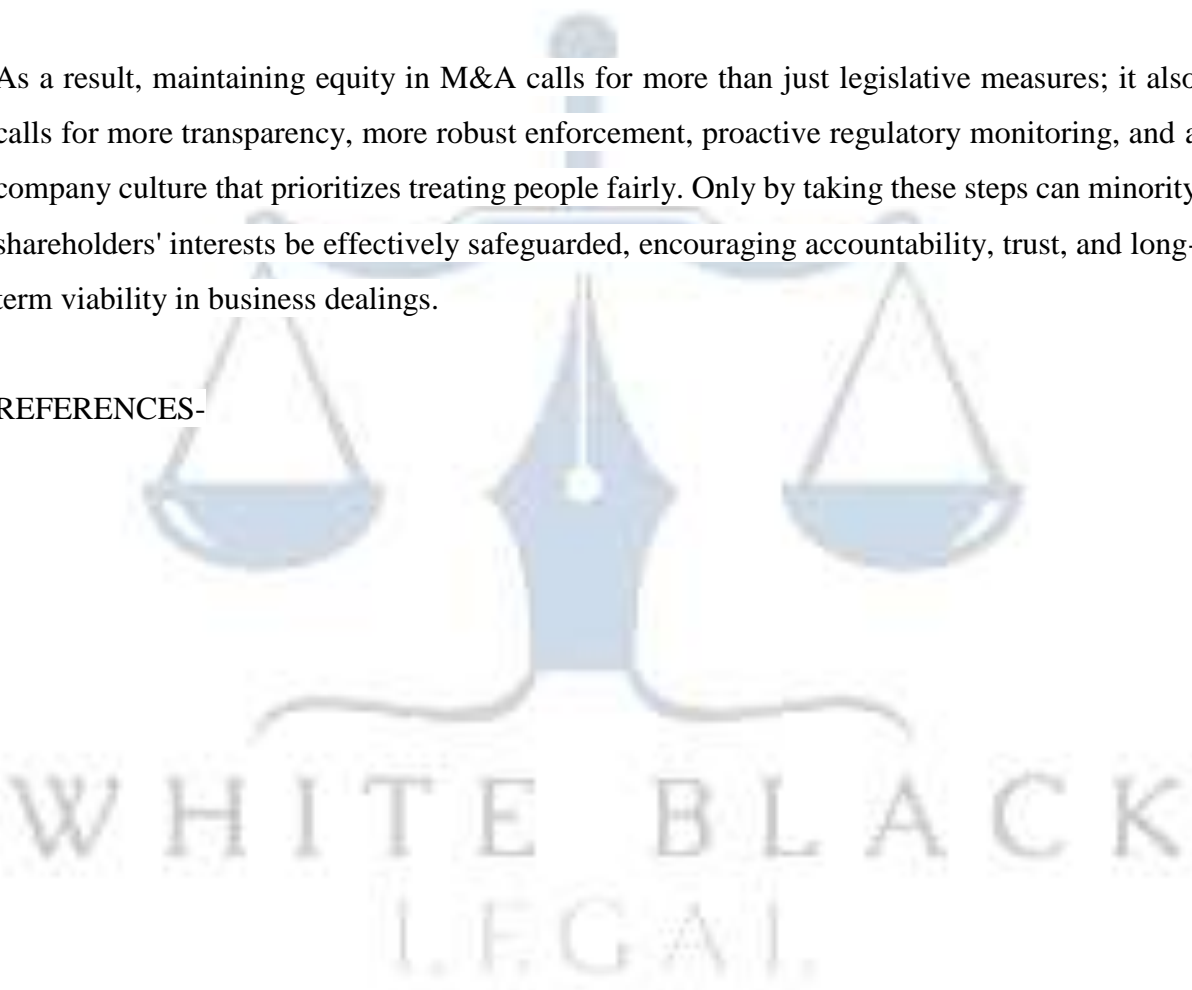 As a result, maintaining equity in M&A calls for more than just legislative measures; it also
calls for more transparency, more robust enforcement, proactive regulatory monitoring, and a
company culture that prioritizes treating people fairly. Only by taking these steps can minority
shareholders' interests be effectively safeguarded, encouraging accountability, trust, and long-
term viability in business dealings.
REFERENCES-
WHITE BLACK
LEGAL